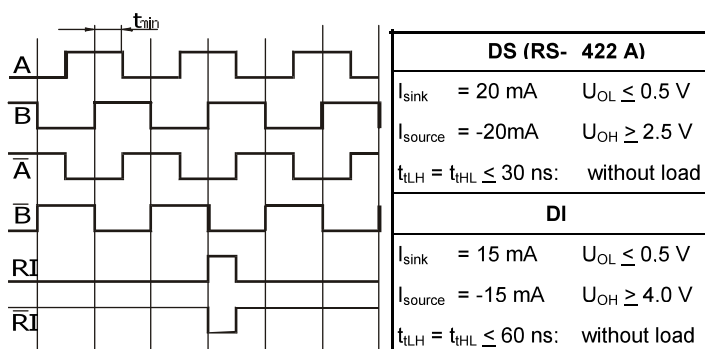 tmin
A
B
A̅
B̅
RI
R̅I̅
DS (RS- 422 A)
Isink = 20 mA UOL ≤ 0.5 V
Isource = -20mA UOH ≥ 2.5 V
ttLH = ttHL ≤ 30 ns: without load
DI
Isink = 15 mA UOL ≤ 0.5 V
Isource = -15 mA UOH ≥ 4.0 V
ttLH = ttHL ≤ 60 ns: without load